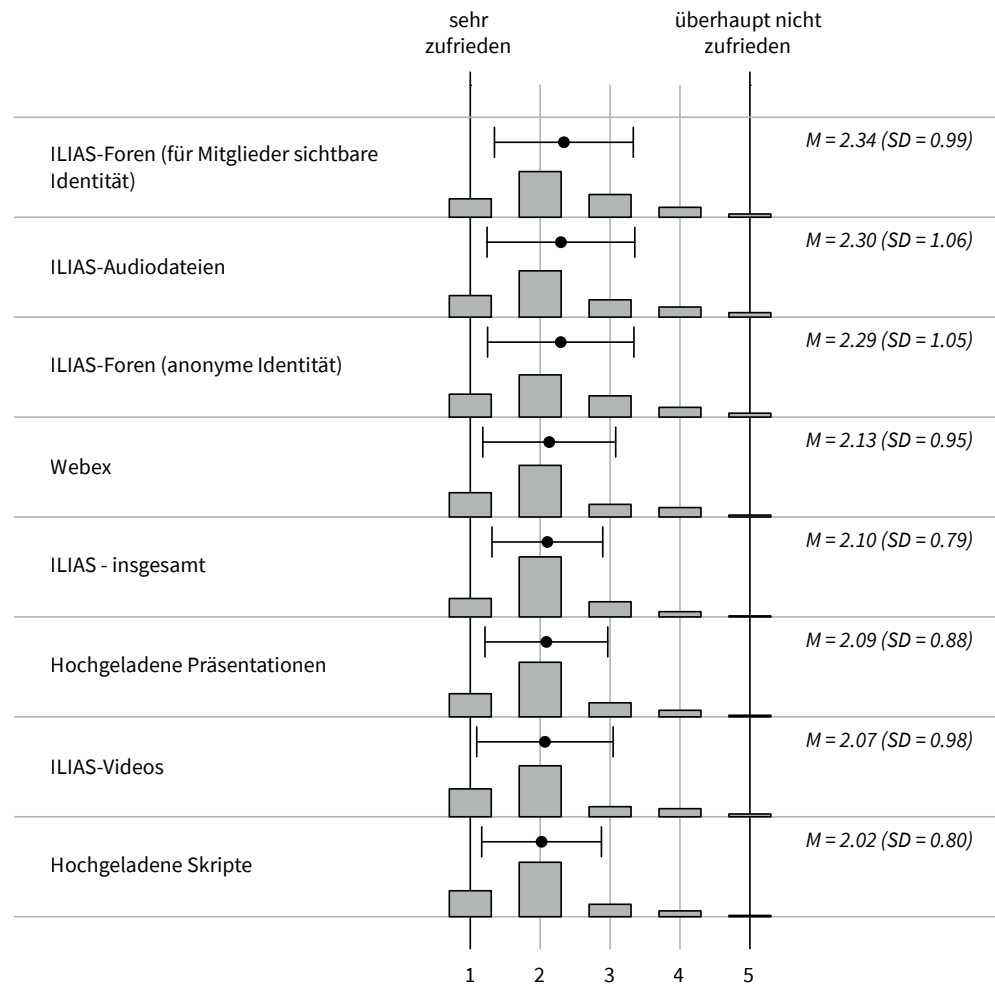 sehr
zufrieden
überhaupt nicht
zufrieden
ILIAS-Foren (für Mitglieder sichtbare
Identität)
M = 2.34 (SD = 0.99)
ILIAS-Audiodateien
M = 2.30 (SD = 1.06)
ILIAS-Foren (anonyme Identität)
M = 2.29 (SD = 1.05)
Webex
M = 2.13 (SD = 0.95)
ILIAS - insgesamt
M = 2.10 (SD = 0.79)
Hochgeladene Präsentationen
M = 2.09 (SD = 0.88)
ILIAS-Videos
M = 2.07 (SD = 0.98)
Hochgeladene Skripte
M = 2.02 (SD = 0.80)
1 2 3 4 5